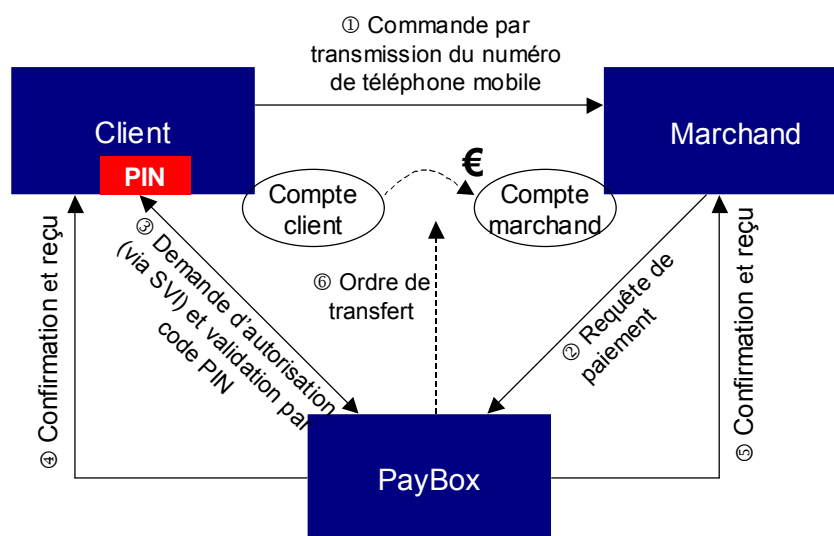 ① Commande par
transmission du numéro
de téléphone mobile
Client
Marchand
PIN
€
Compte
client
Compte
marchand
③ Demande d'autorisation
(via SVI) et validation par
code PIN
⑥ Ordre de
transfert
② Requête de
paiement
④ Confirmation et reçu
⑤ Confirmation et reçu
PayBox